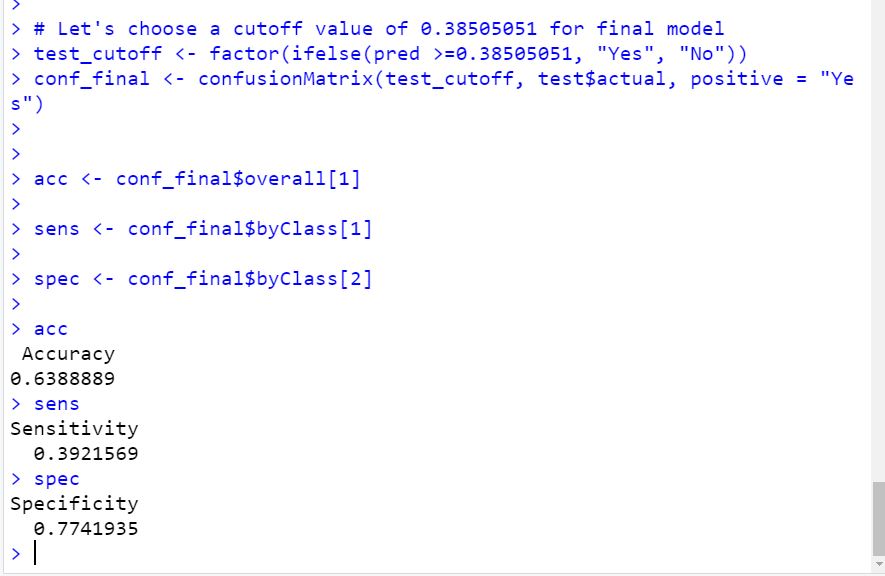 >
> # Let's choose a cutoff value of 0.38505051 for final model
> test_cutoff <- factor(ifelse(pred >=0.38505051, "Yes", "No"))
> conf_final <- confusionMatrix(test_cutoff, test$actual, positive = "Ye
s")
>
>
> acc <- conf_final$overall[1]
>
> sens <- conf_final$byClass[1]
>
> spec <- conf_final$byClass[2]
>
> acc
 Accuracy
0.6388889
> sens
Sensitivity
  0.3921569
> spec
Specificity
  0.7741935
>